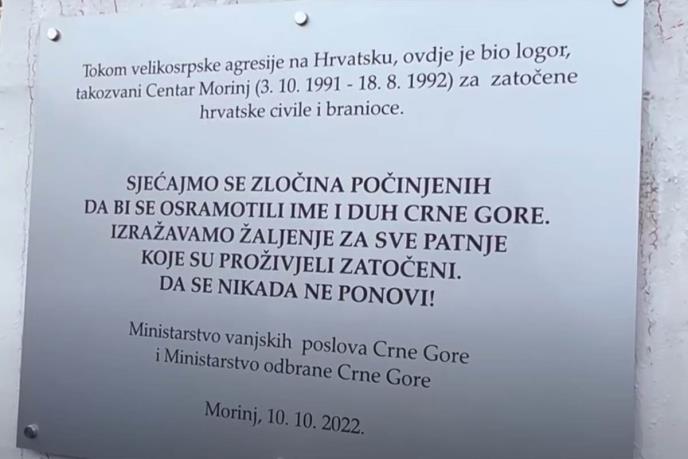 Tokom velikosrpske agresije na Hrvatsku, ovdje je bio logor,
takozvani Centar Morinj (3. 10. 1991 - 18. 8. 1992) za zatočene
hrvatske civile i branioce.
SJEĆAJMO SE ZLOČINA POČINJENIH
DA BI SE OSRAMOTILI IME I DUH CRNE GORE.
IZRAŽAVAMO ŽALJENJE ZA SVE PATNJE
KOJE SU PROŽIVJELI ZATOČENI.
DA SE NIKADA NE PONOVI!
Ministarstvo vanjskih poslova Crne Gore
i Ministarstvo odbrane Crne Gore
Morinj, 10. 10. 2022.